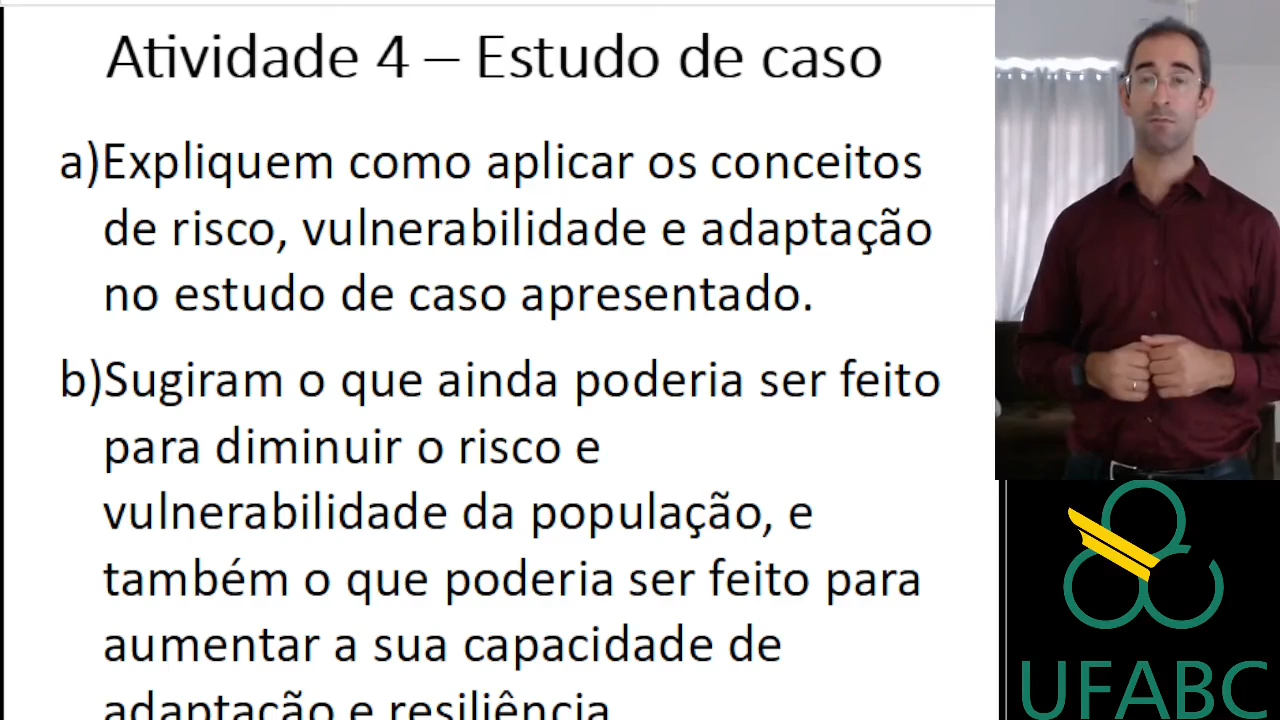 Atividade 4 – Estudo de caso
a)Expliquem como aplicar os conceitos
de risco, vulnerabilidade e adaptação
no estudo de caso apresentado.
b)Sugiram o que ainda poderia ser feito
para diminuir o risco e
vulnerabilidade da população, e
também o que poderia ser feito para
aumentar a sua capacidade de
adaptação e resiliência
UFABC